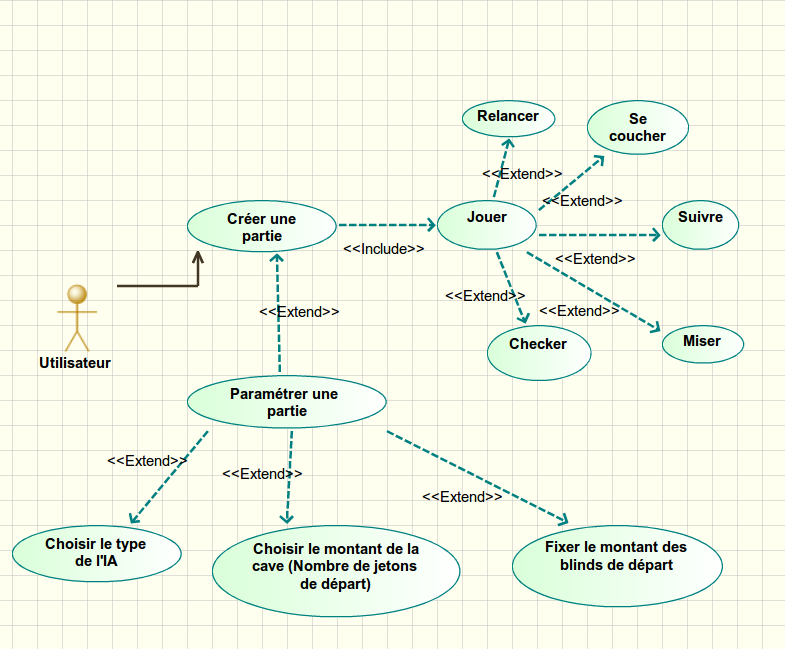 Relancer
Se
coucher
<<Extend>>
<<Extend>>
Créer une
partie
Jouer
Suivre
<<Include>>
<<Extend>>
<<Extend>>
<<Extend>>
<<Extend>>
Utilisateur
Checker
Miser
Paramétrer une
partie
<<Extend>>
<<Extend>>
<<Extend>>
Choisir le type
de l'IA
Choisir le montant de la
cave (Nombre de jetons
de départ)
Fixer le montant des
blinds de départ